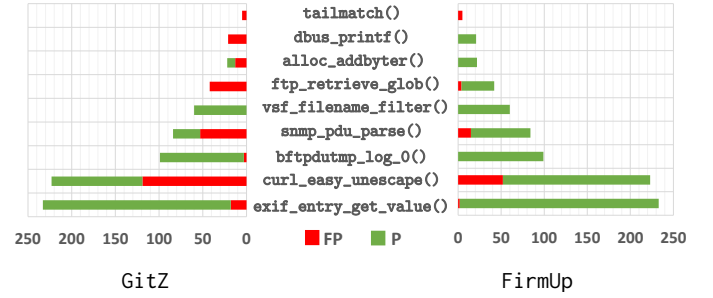 tailmatch()
dbus_printf()
alloc_addbyter()
ftp_retrieve_glob()
vsf_filename_filter()
snmp_pdu_parse()
bftpdutmp_log_0()
curl_easy_unescape()
exif_entry_get_value()
250 200 150 100 50 0
FP P
0 50 100 150 200 250
GitZ
FirmUp